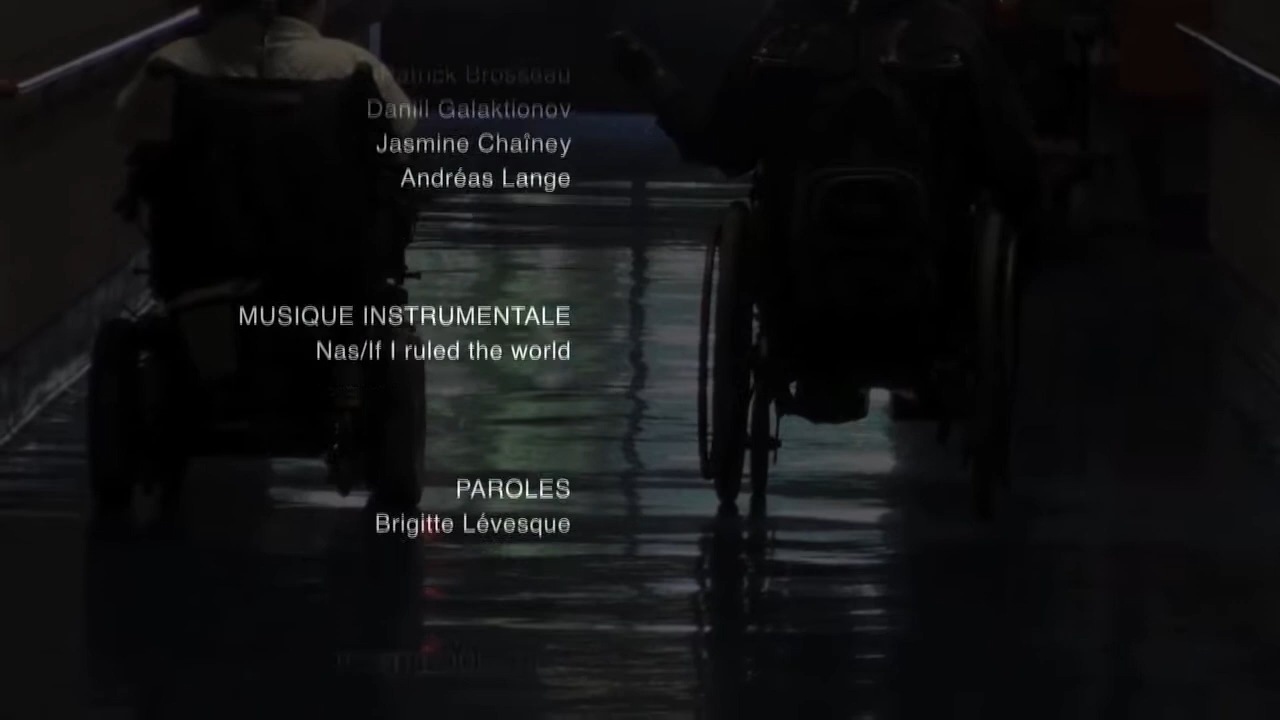 Patrick Brosseau
Daniil Galaktionov
Jasmine Chaîney
Andréas Lange
MUSIQUE INSTRUMENTALE
Nas/If I ruled the world
PAROLES
Brigitte Lévesque